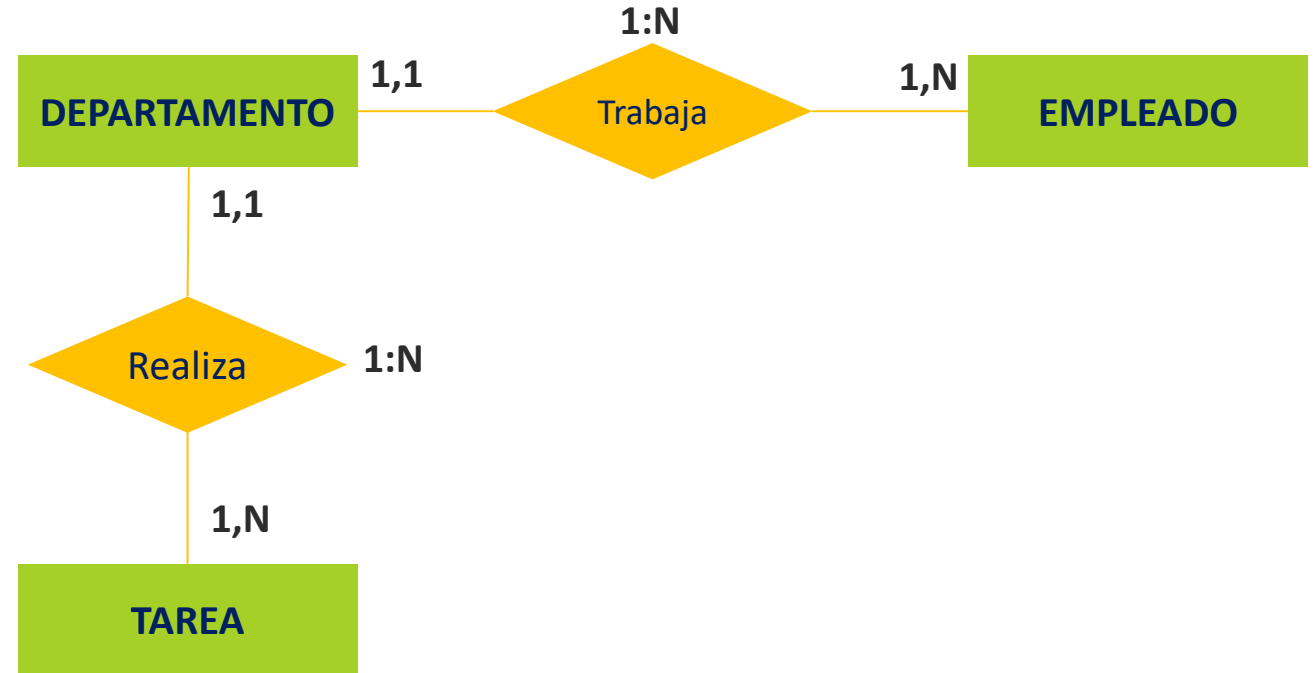 1:N
1,1
1,N
DEPARTAMENTO
Trabaja
EMPLEADO
1,1
Realiza
1:N
1,N
TAREA